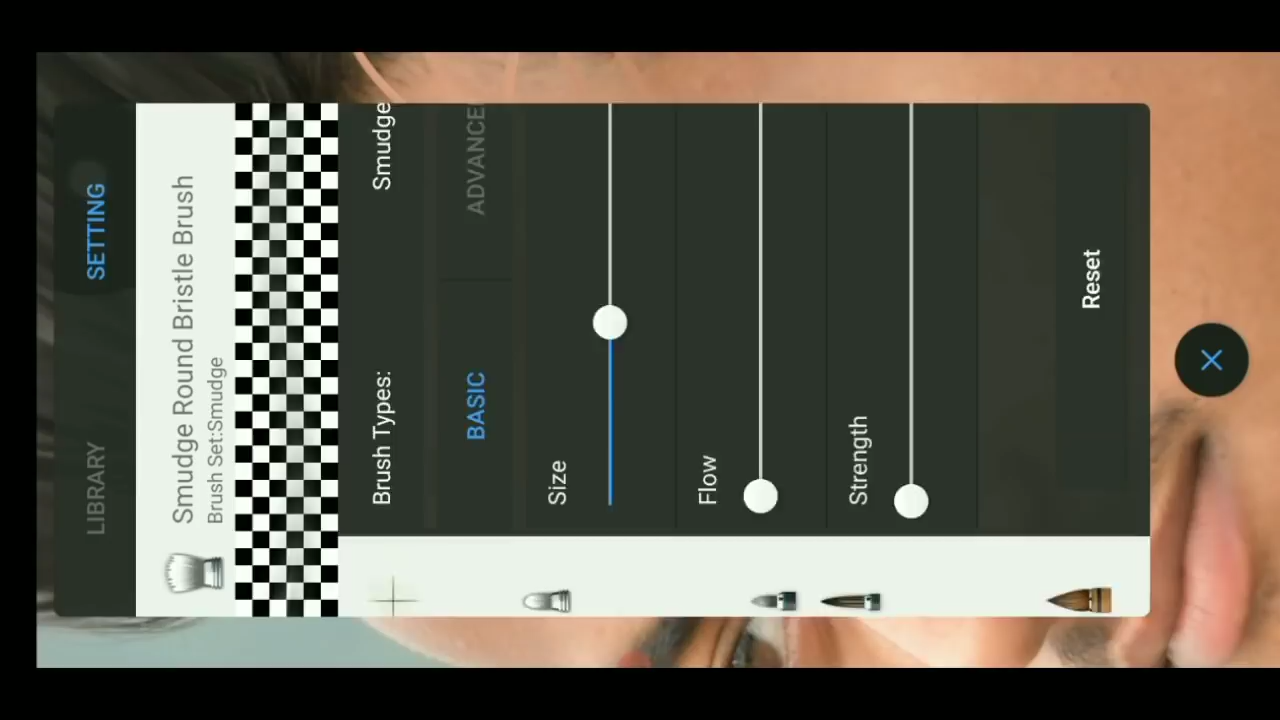 LIBRARY SETTING
Smudge Round Bristle Brush
Brush Set:Smudge
Brush Types: Smudge
BASIC ADVANCE
Size
Flow
Strength
Reset